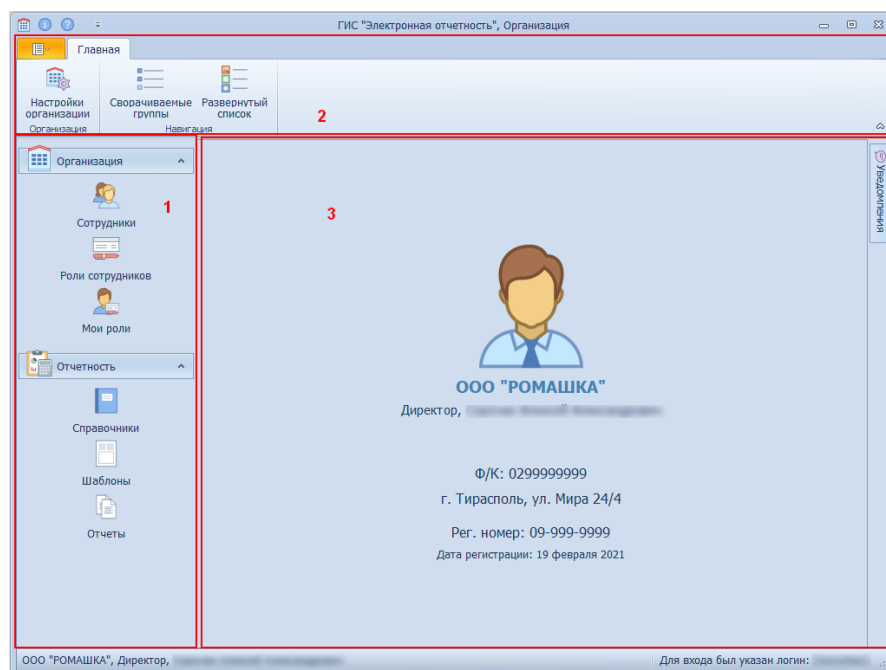 ГИС "Электронная отчетность", Организация
Главная
Настройки
организации
Сворачиваемые
группы
Развернутый
список
2
Организация
Навигация
Организация
1
Сотрудники
Роли сотрудников
Мои роли
Отчетность
Справочники
Шаблоны
Отчеты
3
ООО "РОМАШКА"
Директор,
Ф/К: 0299999999
г. Тирасполь, ул. Мира 24/4
Рег. номер: 09-999-9999
Дата регистрации: 19 февраля 2021
Уведомления
ООО "РОМАШКА", Директор,
Для входа был указан логин: